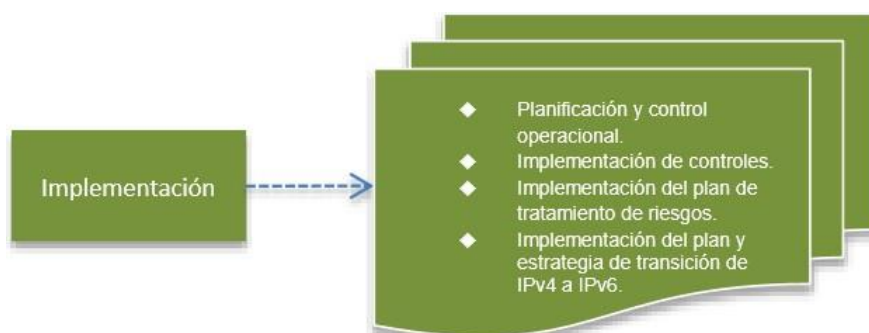 Implementación
◆ Planificación y control
operacional.
◆ Implementación de controles.
◆ Implementación del plan de
tratamiento de riesgos.
◆ Implementación del plan y
estrategia de transición de
IPv4 a IPv6.